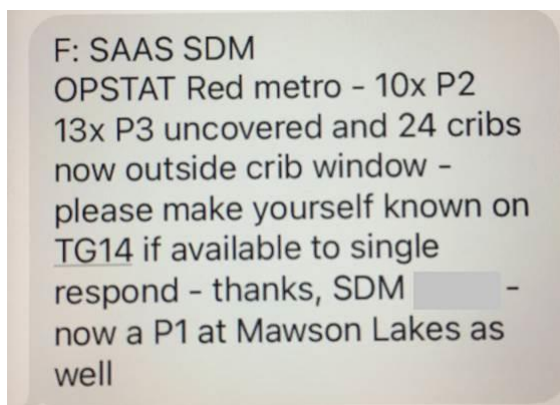 F: SAAS SDM
OPSTAT Red metro - 10x P2
13x P3 uncovered and 24 cribs
now outside crib window -
please make yourself known on
TG14 if available to single
respond - thanks, SDM -
now a P1 at Mawson Lakes as
well